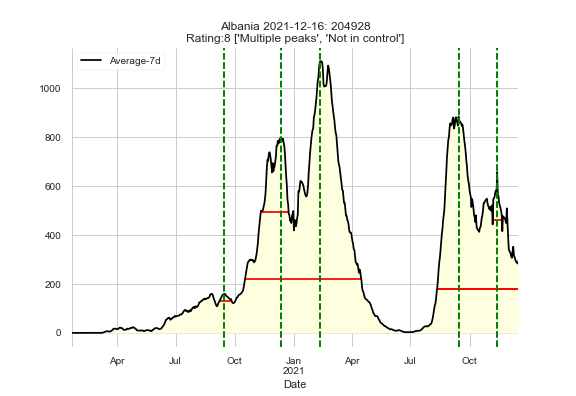 Albania 2021-12-16: 204928
Rating:8 ['Multiple peaks', 'Not in control']
Average-7d
1000
800
600
400
200
0
Apr Jul Oct Jan Apr Jul Oct
2021
Date